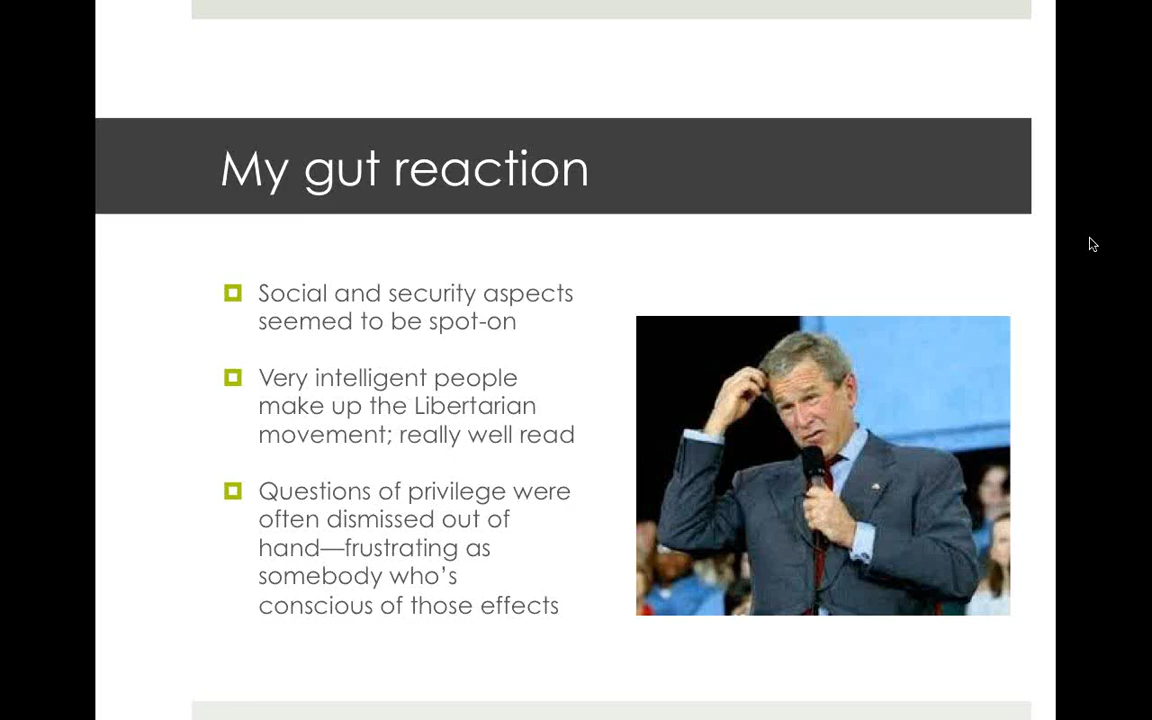 My gut reaction
Social and security aspects
seemed to be spot-on
Very intelligent people
make up the Libertarian
movement; really well read
Questions of privilege were
often dismissed out of
hand—frustrating as
somebody who’s
conscious of those effects